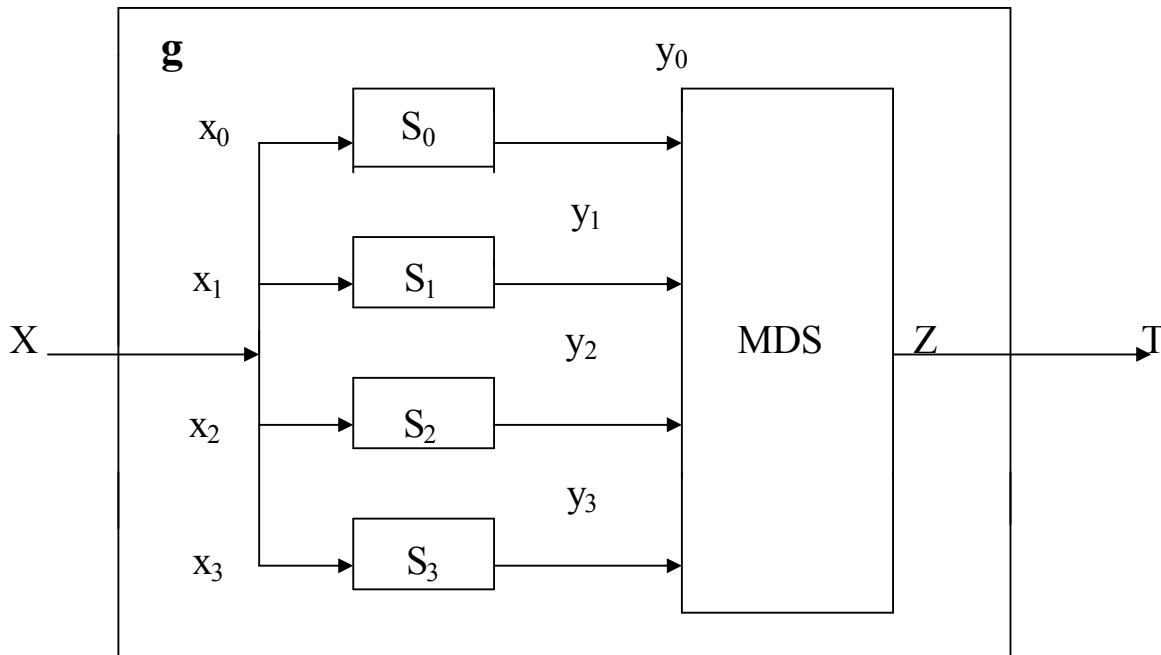 g
y₀
x₀ S₀
y₁
x₁ S₁
X y₂ MDS Z T
x₂ S₂
y₃
x₃ S₃